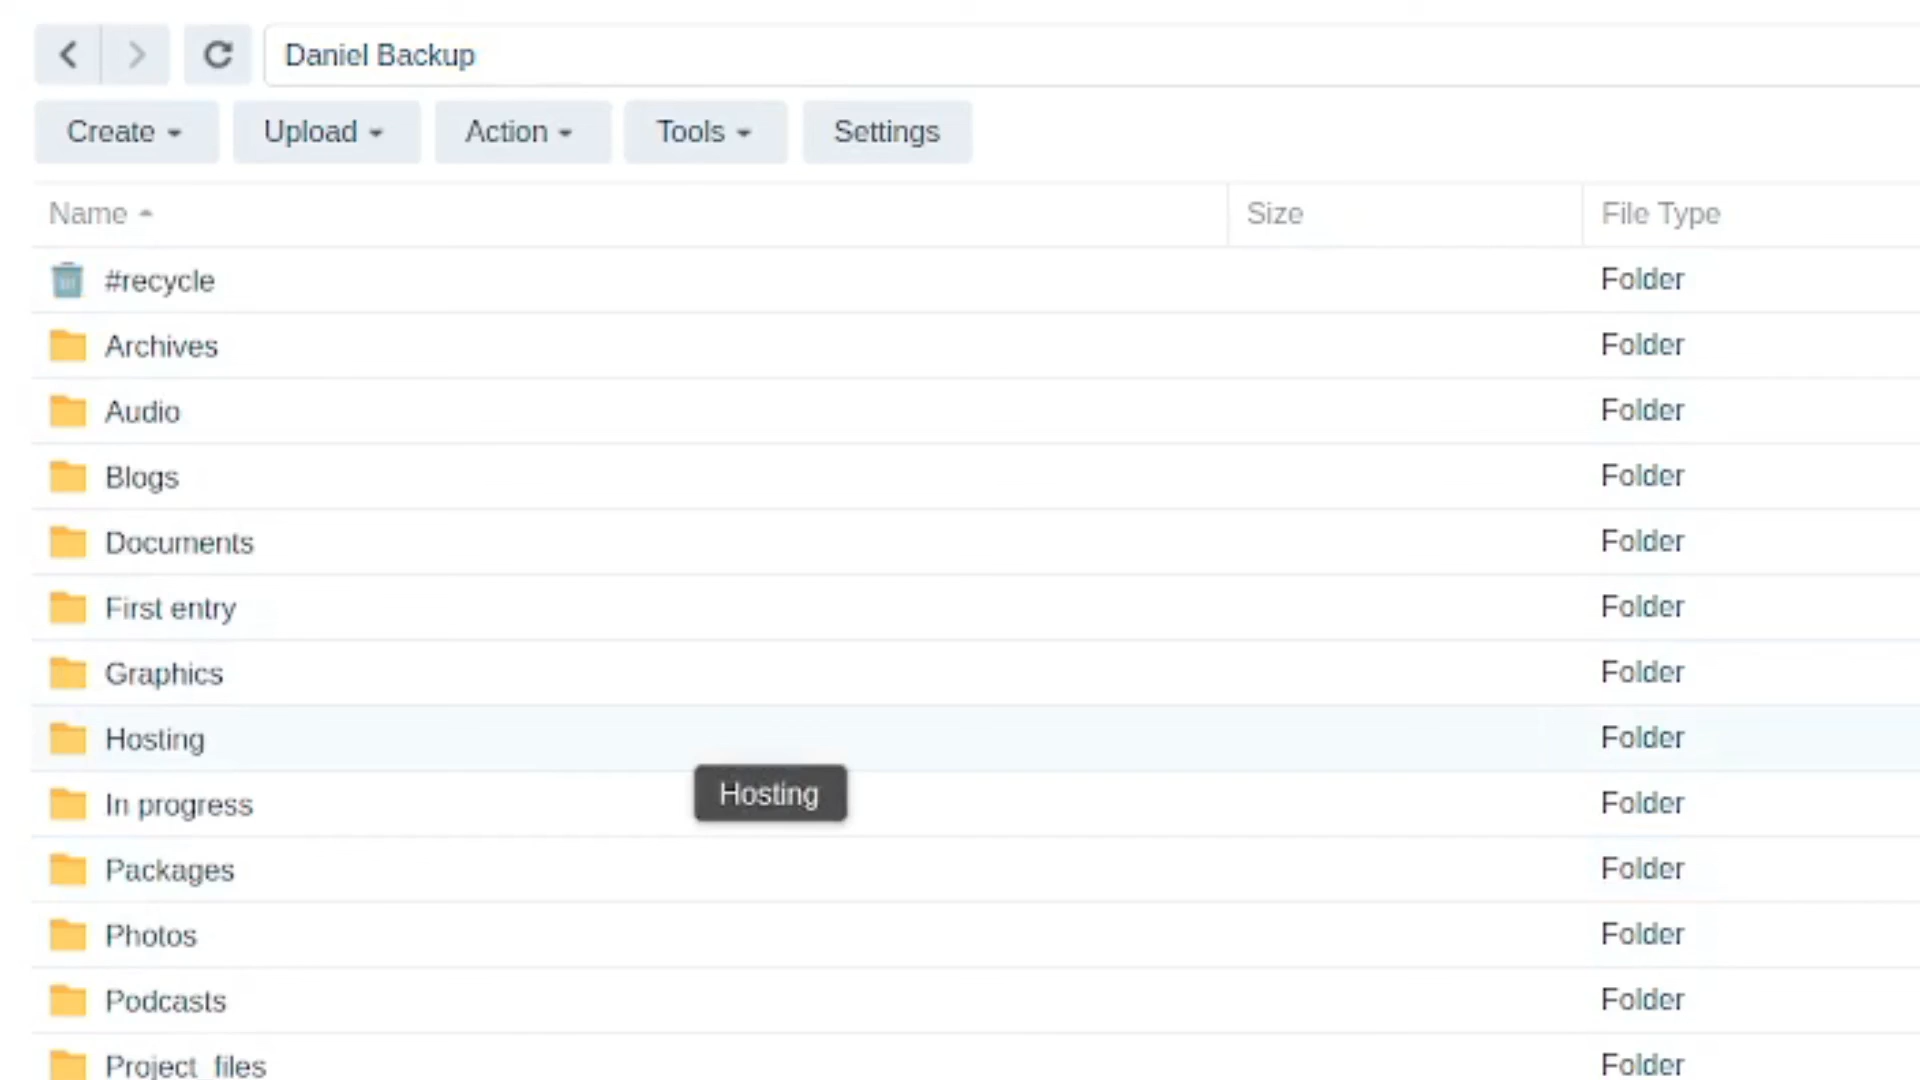 Daniel Backup
Create Upload Action Tools Settings
Name Size File Type
#recycle Folder
Archives Folder
Audio Folder
Blogs Folder
Documents Folder
First entry Folder
Graphics Folder
Hosting Folder
Hosting
In progress Folder
Packages Folder
Photos Folder
Podcasts Folder
Project_files Folder